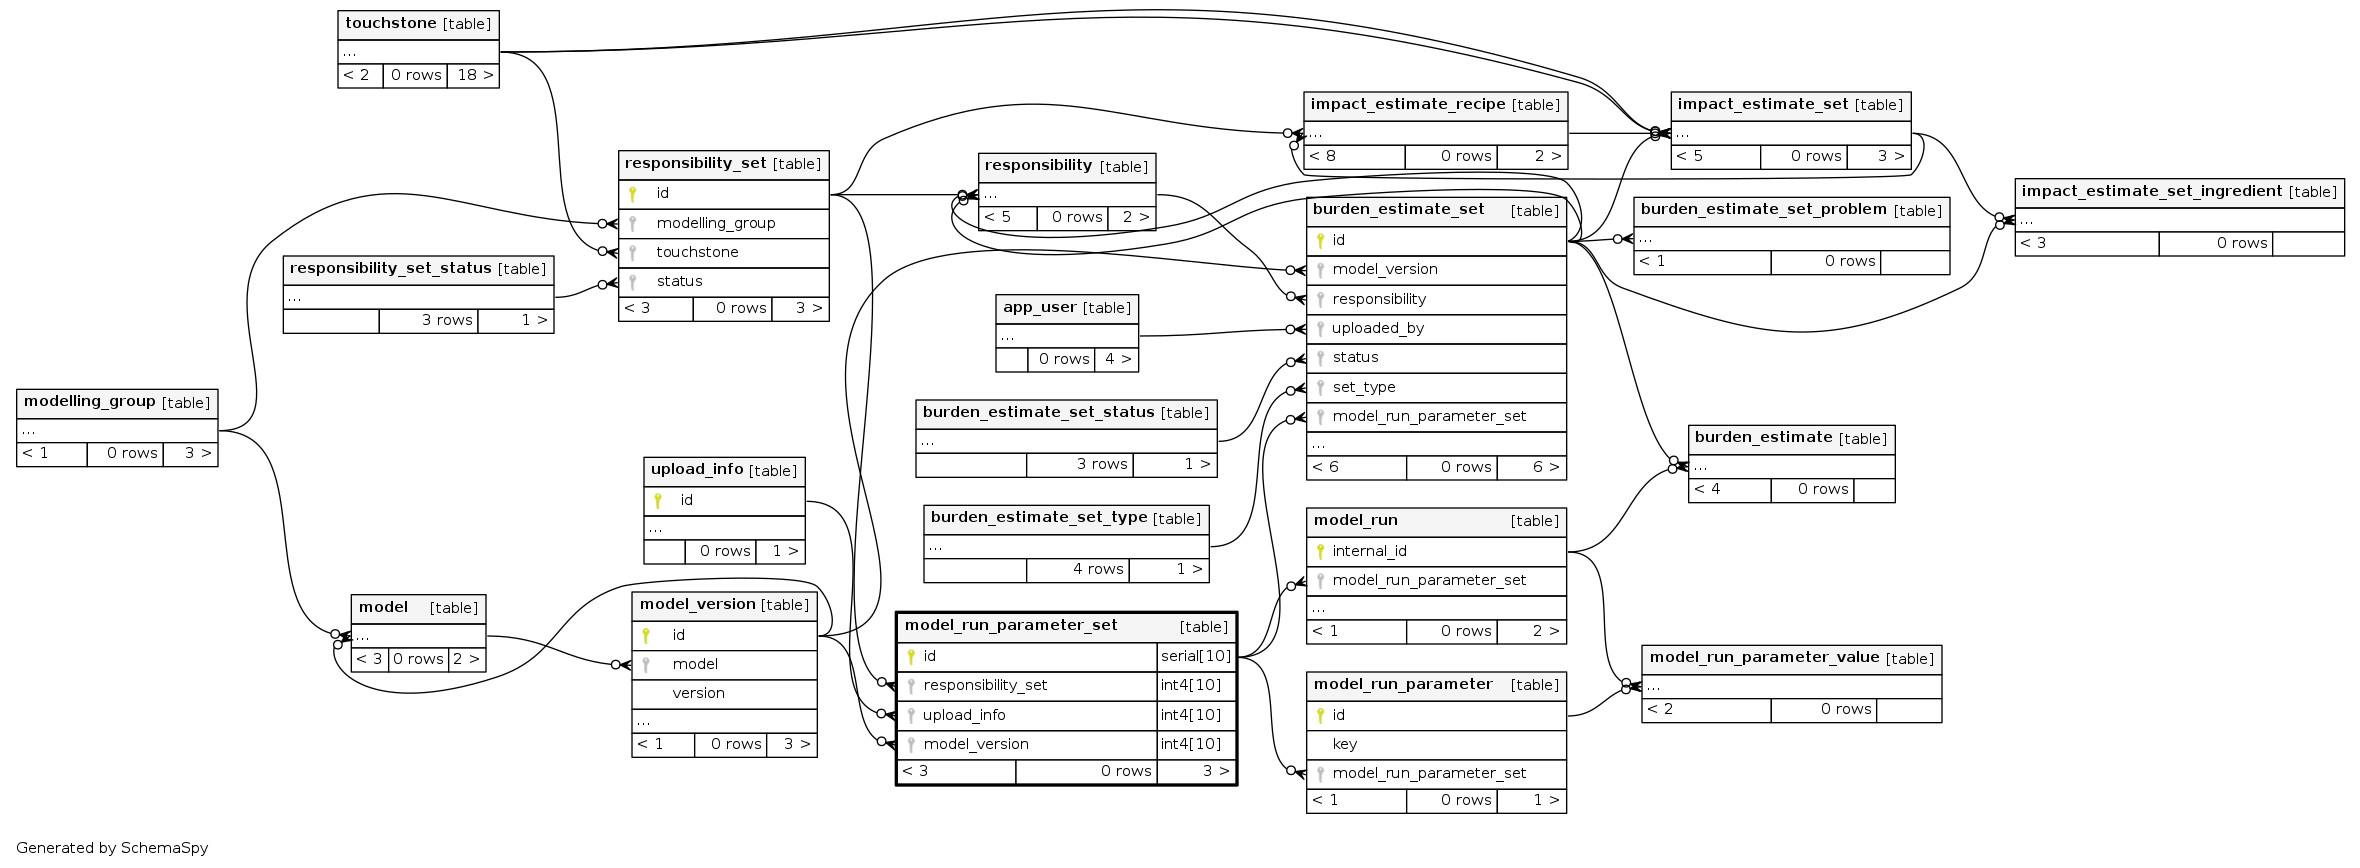 touchstone [table]
...
< 2 0 rows 18 >
impact_estimate_recipe [table]
...
< 8 0 rows 2 >
impact_estimate_set [table]
...
< 5 0 rows 3 >
responsibility_set [table]
id
modelling_group
touchstone
status
< 3 0 rows 3 >
responsibility [table]
...
< 5 0 rows 2 >
impact_estimate_set_ingredient [table]
...
< 3 0 rows
burden_estimate_set [table]
id
model_version
responsibility
uploaded_by
status
set_type
model_run_parameter_set
...
< 6 0 rows 6 >
burden_estimate_set_problem [table]
...
< 1 0 rows
responsibility_set_status [table]
...
3 rows 1 >
app_user [table]
...
0 rows 4 >
modelling_group [table]
...
< 1 0 rows 3 >
burden_estimate_set_status [table]
...
3 rows 1 >
burden_estimate [table]
...
< 4 0 rows
upload_info [table]
id
...
0 rows 1 >
burden_estimate_set_type [table]
...
4 rows 1 >
model_run [table]
internal_id
model_run_parameter_set
...
< 1 0 rows 2 >
model [table]
...
< 3 0 rows 2 >
model_version [table]
id
model
version
...
< 1 0 rows 3 >
model_run_parameter_set [table]
id serial[10]
responsibility_set int4[10]
upload_info int4[10]
model_version int4[10]
< 3 0 rows 3 >
model_run_parameter [table]
id
key
model_run_parameter_set
< 1 0 rows 1 >
model_run_parameter_value [table]
...
< 2 0 rows
Generated by SchemaSpy